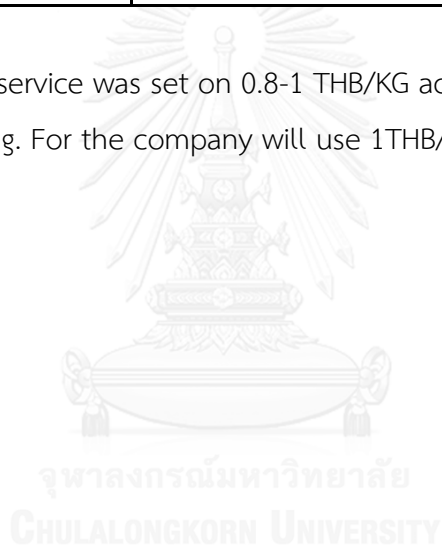 service was set on 0.8-1 THB/KG ac
g. For the company will use 1THB/
จุฬาลงกรณ์มหาวิทยาลัย
CHULALONGKORN UNIVERSITY